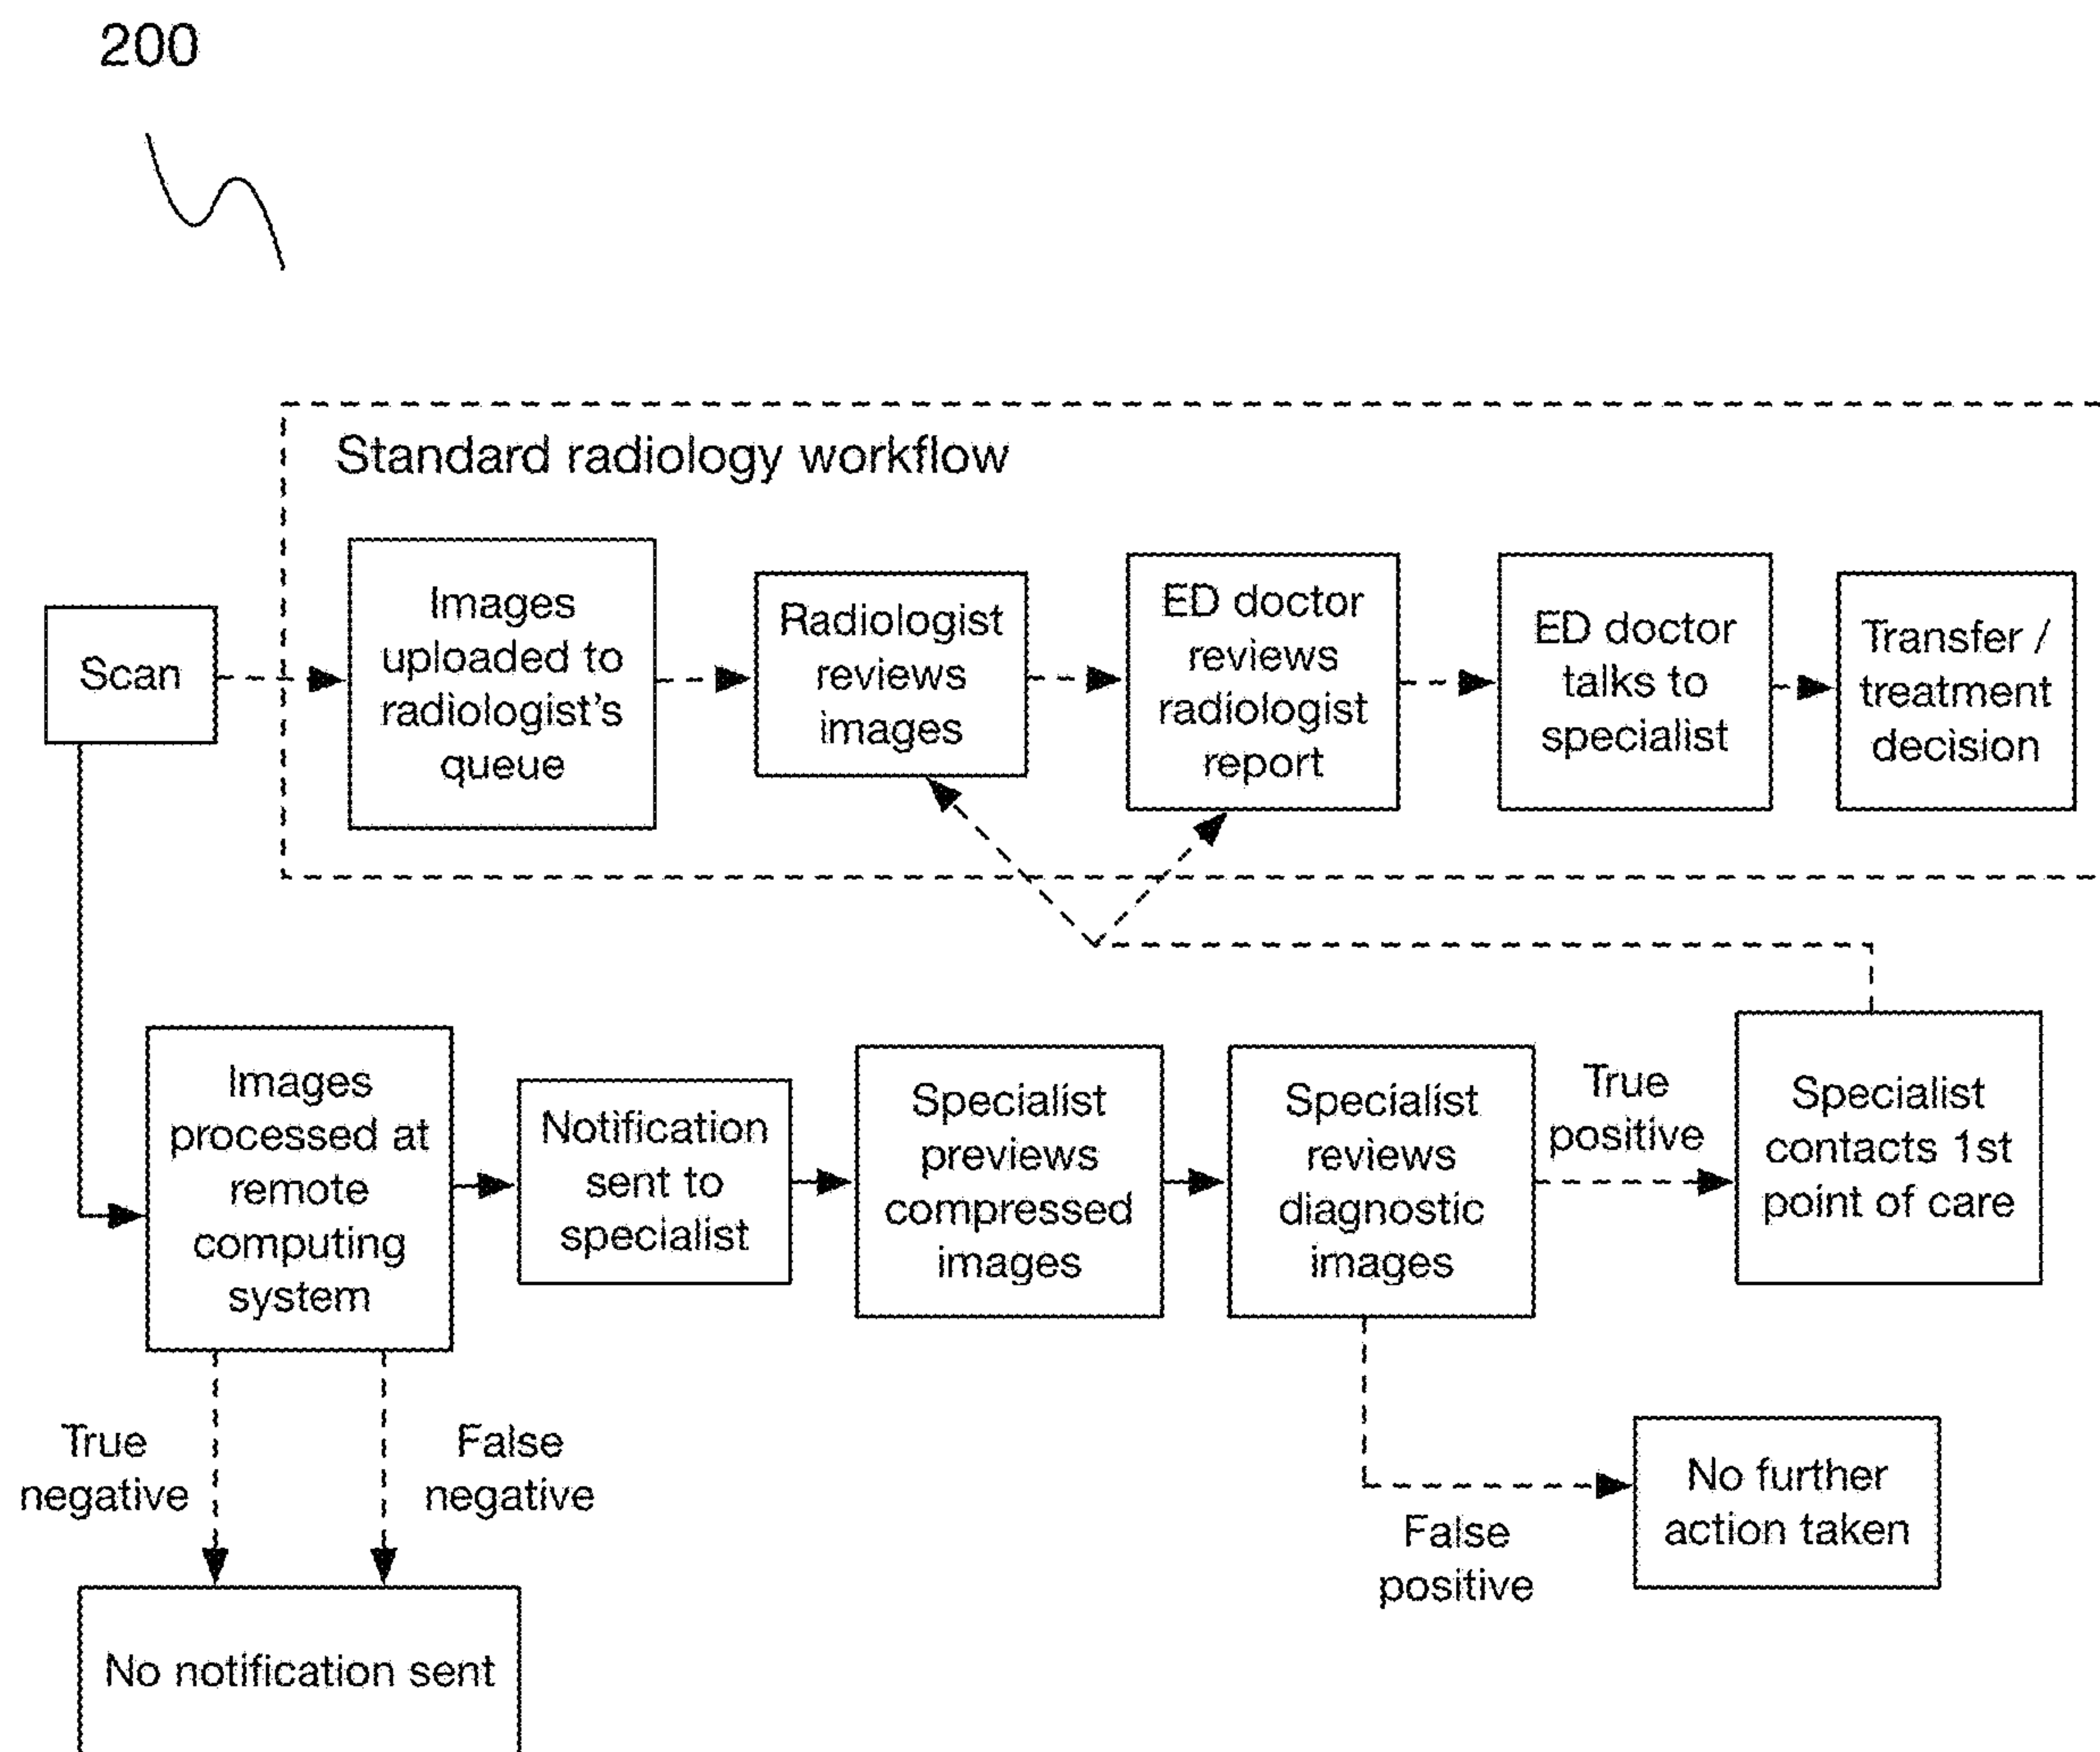 200
Standard radiology workflow
Scan
Images
uploaded to
radiologist's
queue
Radiologist
reviews
images
ED doctor
reviews
radiologist
report
ED doctor
talks to
specialist
Transfer /
treatment
decision
Images
processed at
remote
computing
system
Notification
sent to
specialist
Specialist
previews
compressed
images
Specialist
reviews
diagnostic
images
True
positive
Specialist
contacts 1st
point of care
True
negative
False
negative
False
positive
No further
action taken
No notification sent